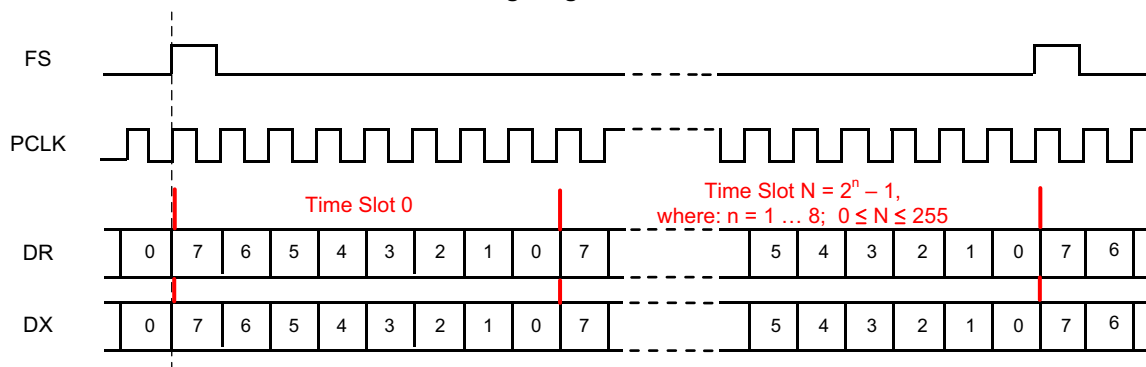 FS
PCLK
Time Slot 0
Time Slot N = 2ⁿ – 1,
where: n = 1 … 8; 0 ≤ N ≤ 255
DR 0 7 6 5 4 3 2 1 0 7 5 4 3 2 1 0 7 6
DX 0 7 6 5 4 3 2 1 0 7 5 4 3 2 1 0 7 6